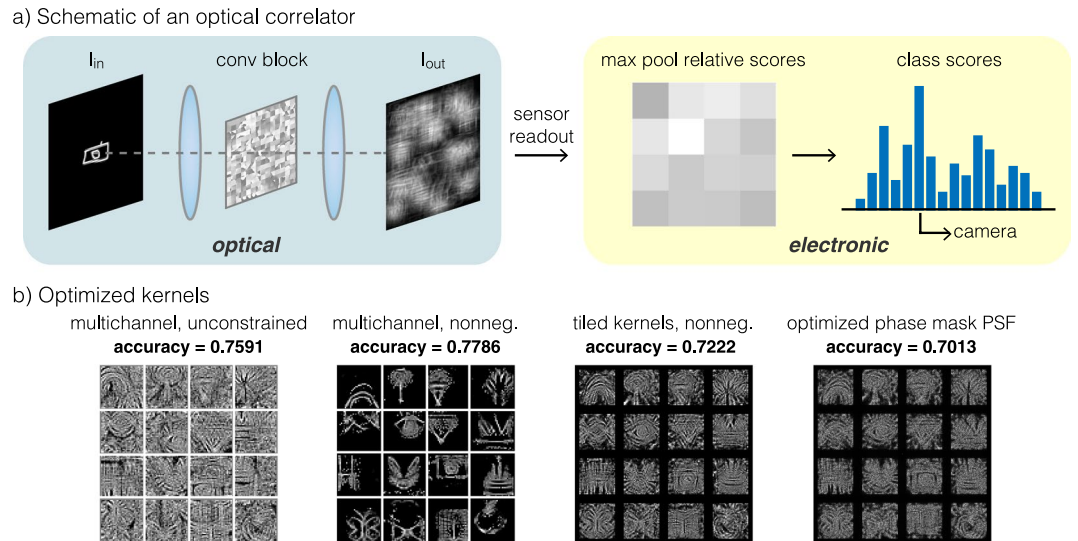 a) Schematic of an optical correlator
Iin
conv block
Iout
optical
sensor
readout
max pool relative scores
class scores
camera
electronic
b) Optimized kernels
multichannel, unconstrained
accuracy = 0.7591
multichannel, nonneg.
accuracy = 0.7786
tiled kernels, nonneg.
accuracy = 0.7222
optimized phase mask PSF
accuracy = 0.7013